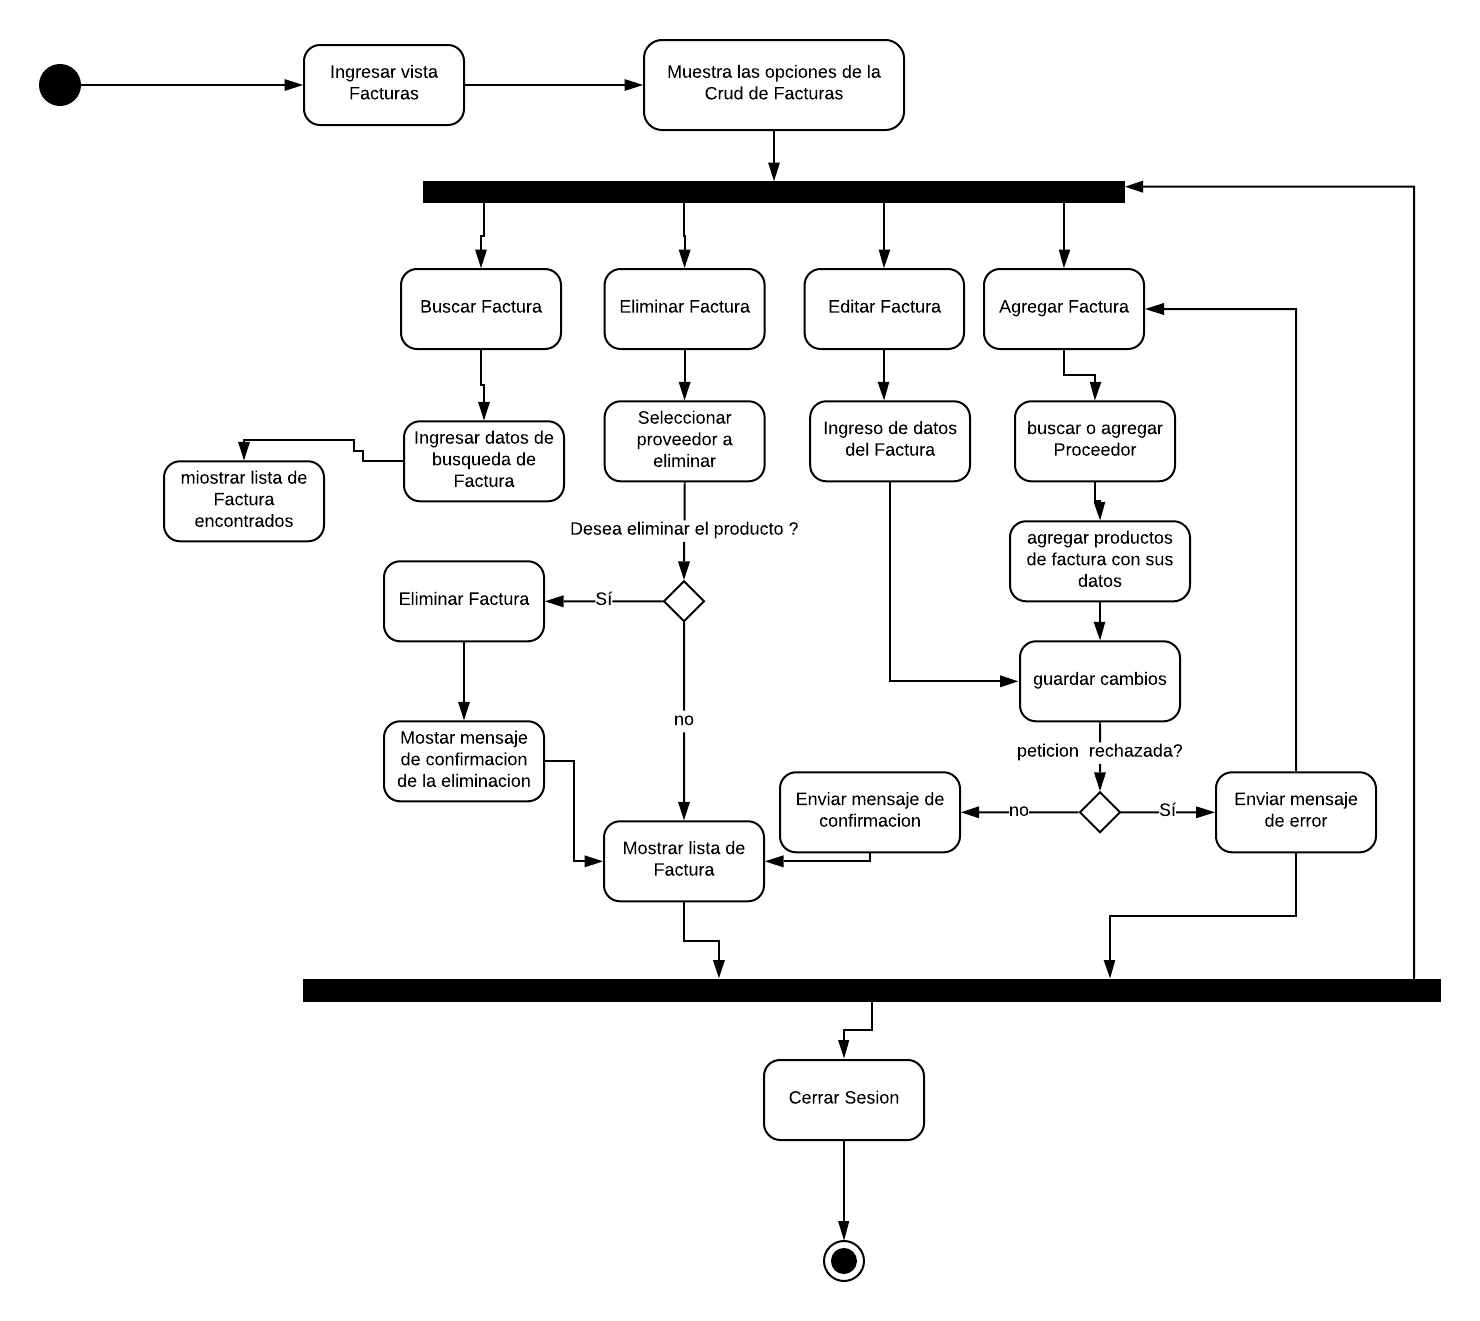 Ingresar vista
Facturas
Muestra las opciones de la
Crud de Facturas
Buscar Factura
Eliminar Factura
Editar Factura
Agregar Factura
Ingresar datos de
busqueda de
Factura
miostrar lista de
Factura
encontrados
Seleccionar
proveedor a
eliminar
Ingreso de datos
del Factura
buscar o agregar
Proceedor
Desea eliminar el producto ?
agregar productos
de factura con sus
datos
Eliminar Factura
Sí
guardar cambios
no
Mostar mensaje
de confirmacion
de la eliminacion
peticion  rechazada?
Enviar mensaje de
confirmacion
no
Sí
Enviar mensaje
de error
Mostrar lista de
Factura
Cerrar Sesion